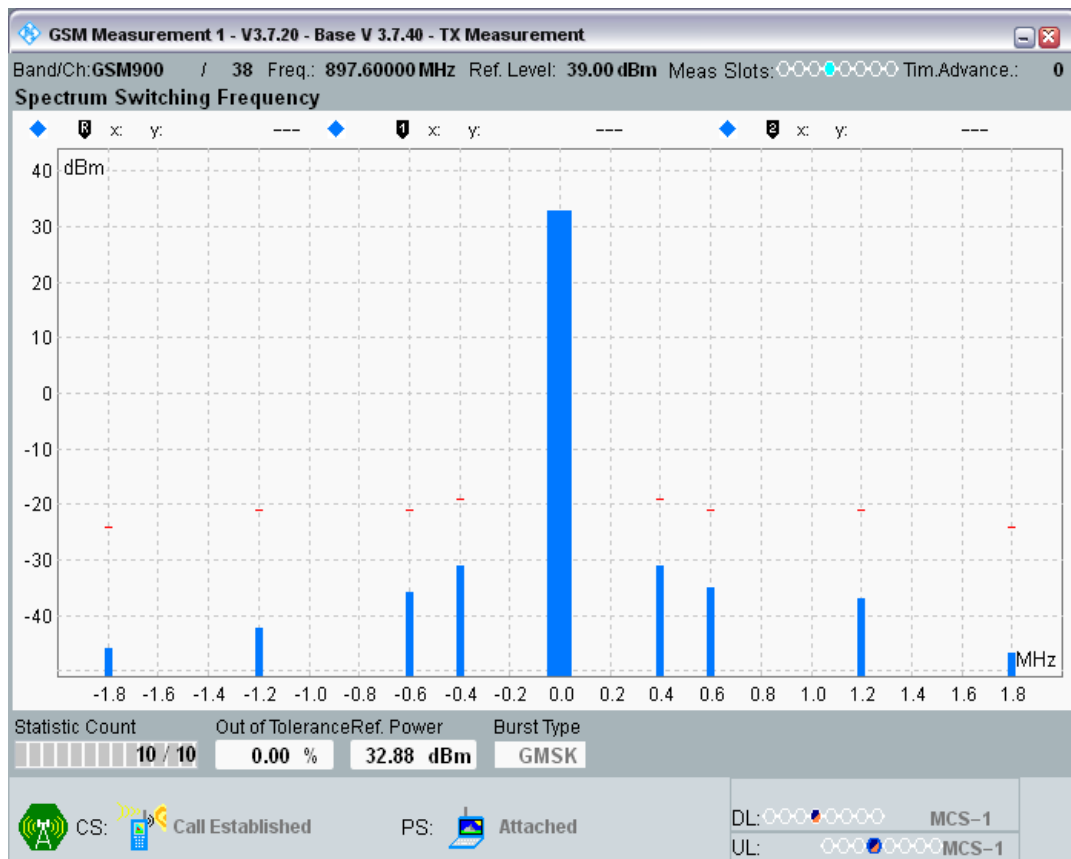 GSM Measurement 1 - V3.7.20 - Base V 3.7.40 - TX Measurement
Band/Ch:GSM900 / 38 Freq.: 897.60000 MHz Ref. Level: 39.00 dBm Meas Slots: Tim.Advance.: 0
Spectrum Switching Frequency
R x: y: --- 1 x: y: --- 2 x: y: ---
40 dBm
30
20
10
0
-10
-20
-30
-40
MHz
-1.8 -1.6 -1.4 -1.2 -1.0 -0.8 -0.6 -0.4 -0.2 0.0 0.2 0.4 0.6 0.8 1.0 1.2 1.4 1.6 1.8
Statistic Count Out of Tolerance Ref. Power Burst Type
10 / 10 0.00 % 32.88 dBm GMSK
CS: Call Established PS: Attached DL: MCS-1
UL: MCS-1